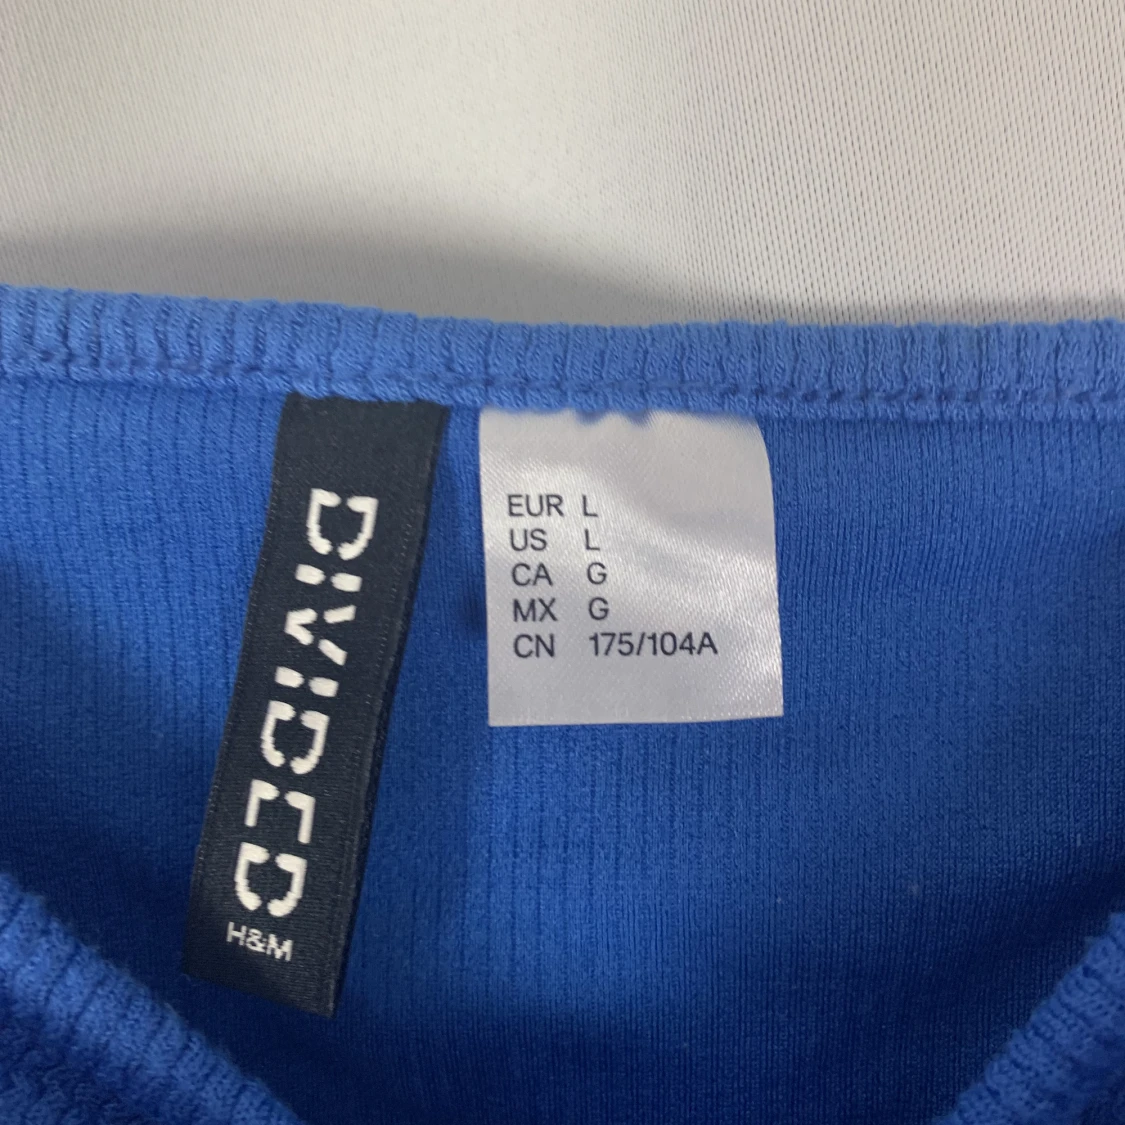 DIVIDED
H&M
EUR L
US L
CA G
MX G
CN 175/104A